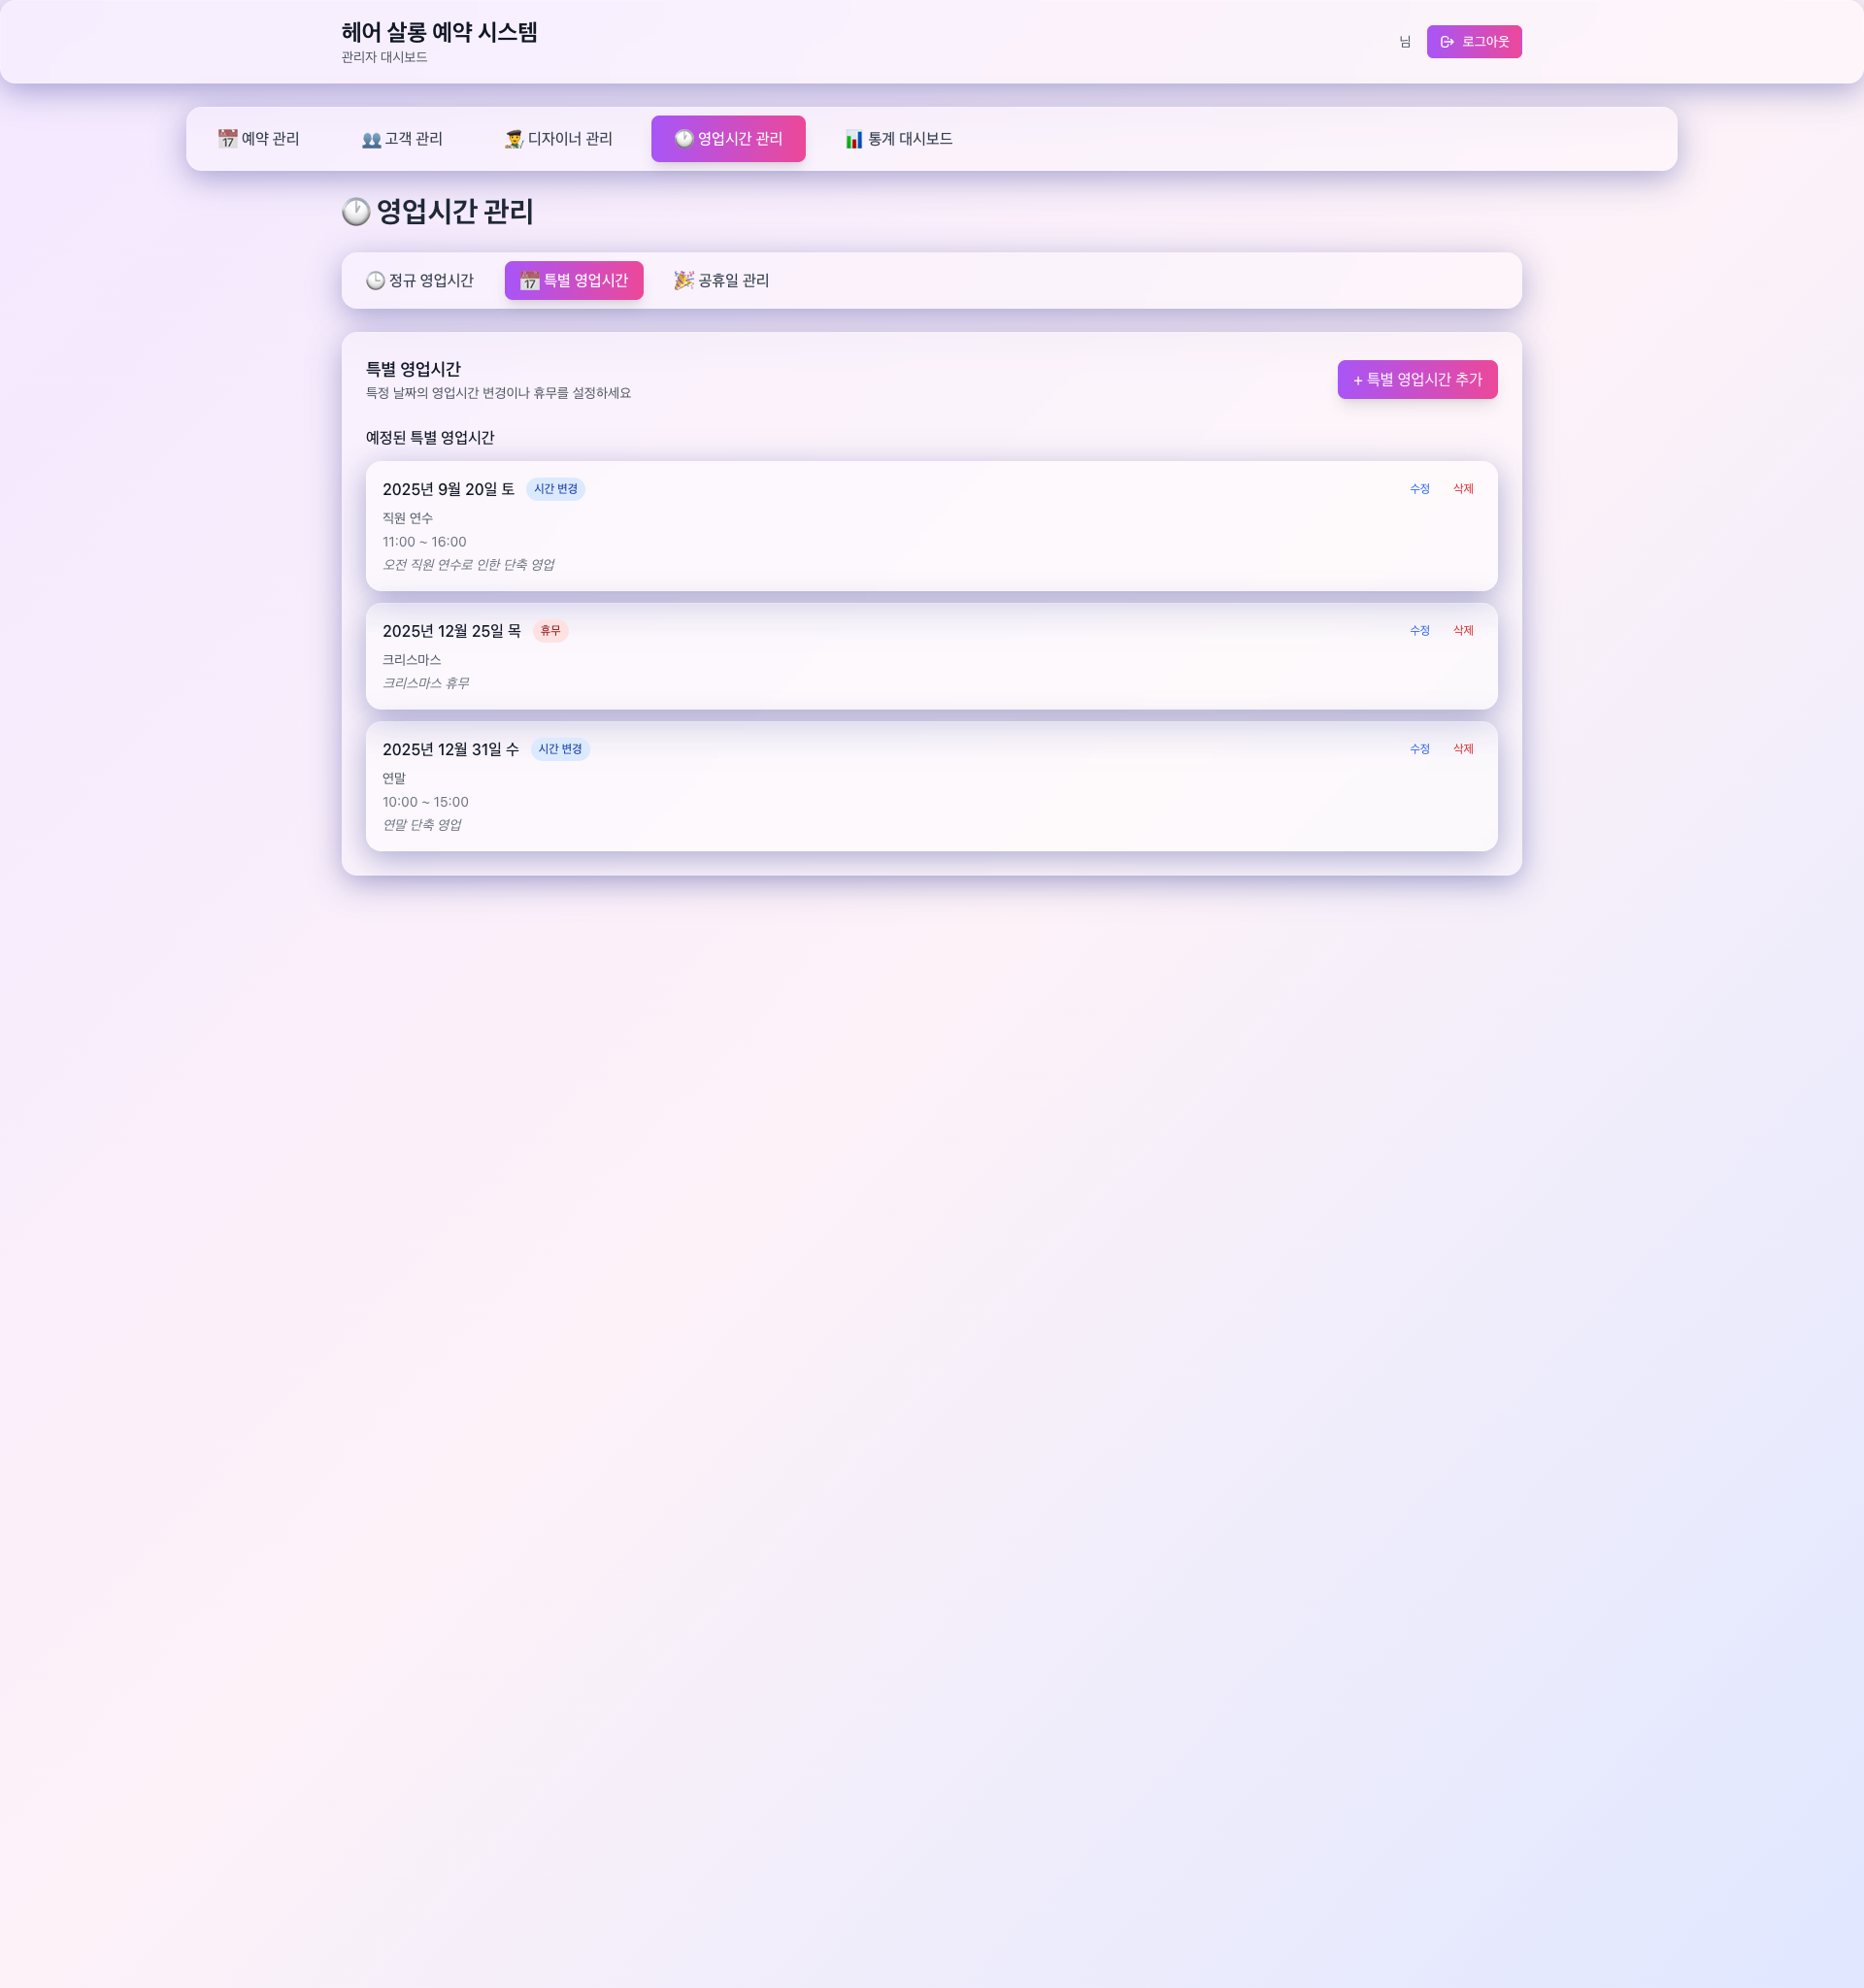 헤어 살롱 예약 시스템
관리자 대시보드
님
로그아웃
📅 예약 관리
👥 고객 관리
👨‍🎨 디자이너 관리
🕐 영업시간 관리
📊 통계 대시보드
🕐 영업시간 관리
🕒 정규 영업시간
📅 특별 영업시간
🎉 공휴일 관리
특별 영업시간
특정 날짜의 영업시간 변경이나 휴무를 설정하세요
+ 특별 영업시간 추가
예정된 특별 영업시간
2025년 9월 20일 토 시간 변경 수정 삭제
직원 연수
11:00 ~ 16:00
오전 직원 연수로 인한 단축 영업
2025년 12월 25일 목 휴무 수정 삭제
크리스마스
크리스마스 휴무
2025년 12월 31일 수 시간 변경 수정 삭제
연말
10:00 ~ 15:00
연말 단축 영업